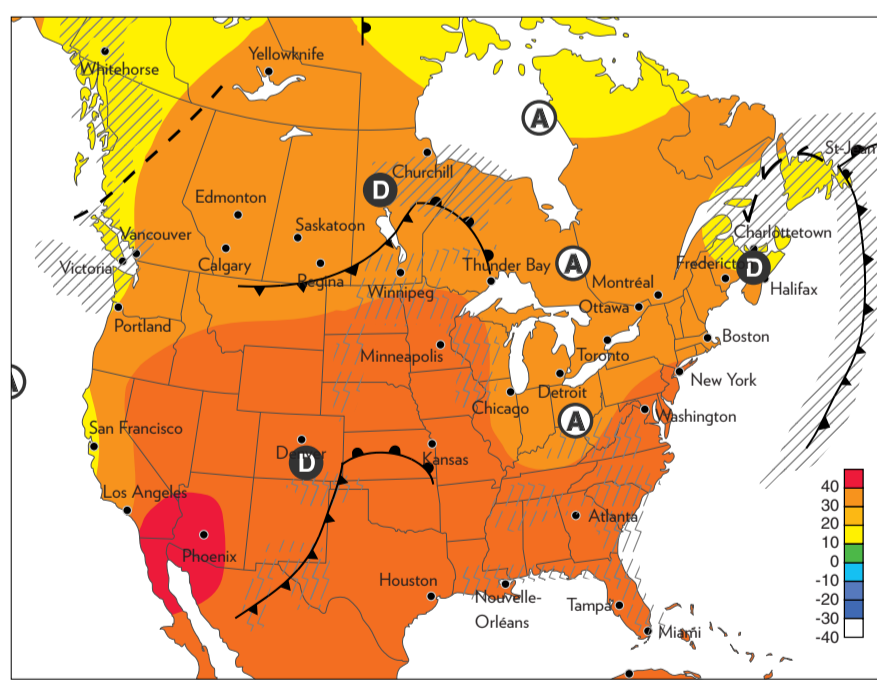 Yellowknife
Whitehorse
A
St-Jean
Churchill
D
Edmonton
Saskatoon
Vancouver
Charlottetown
Victoria
Calgary
Regina
Winnipeg
Thunder Bay
A
Montréal
D
Halifax
Ottawa
Portland
Minneapolis
Toronto
Boston
A
Detroit
New York
Chicago
A
Washington
San Francisco
D
Kansas
Los Angeles
40
30
20
10
0
-10
-20
-30
-40
Atlanta
Phoenix
Houston
Nouvelle-
Orléans
Tampa
Miami